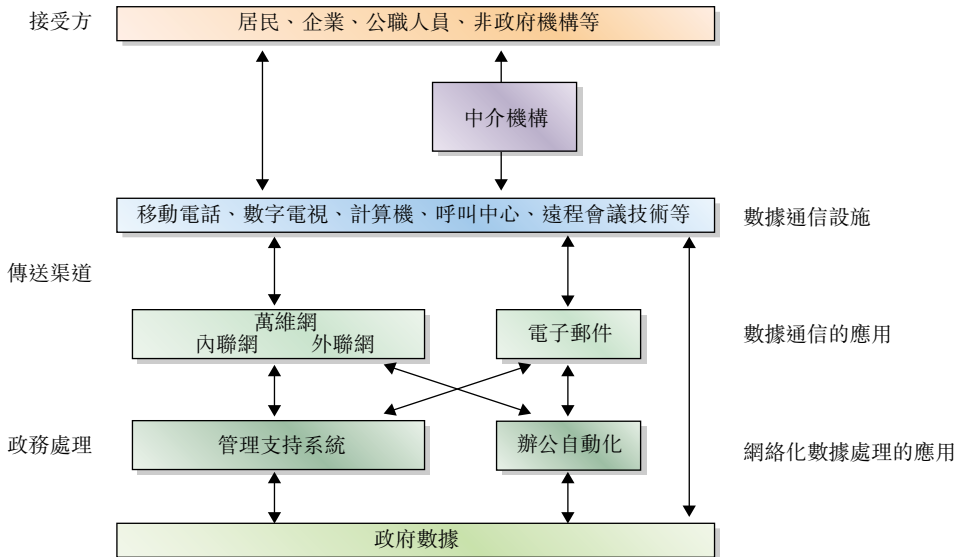 接受方
居民、企業、公職人員、非政府機構等
中介機構
移動電話、數字電視、計算機、呼叫中心、遠程會議技術等
數據通信設施
傳送渠道
萬維網
內聯網 外聯網
電子郵件
數據通信的應用
政務處理
管理支持系統
辦公自動化
網絡化數據處理的應用
政府數據